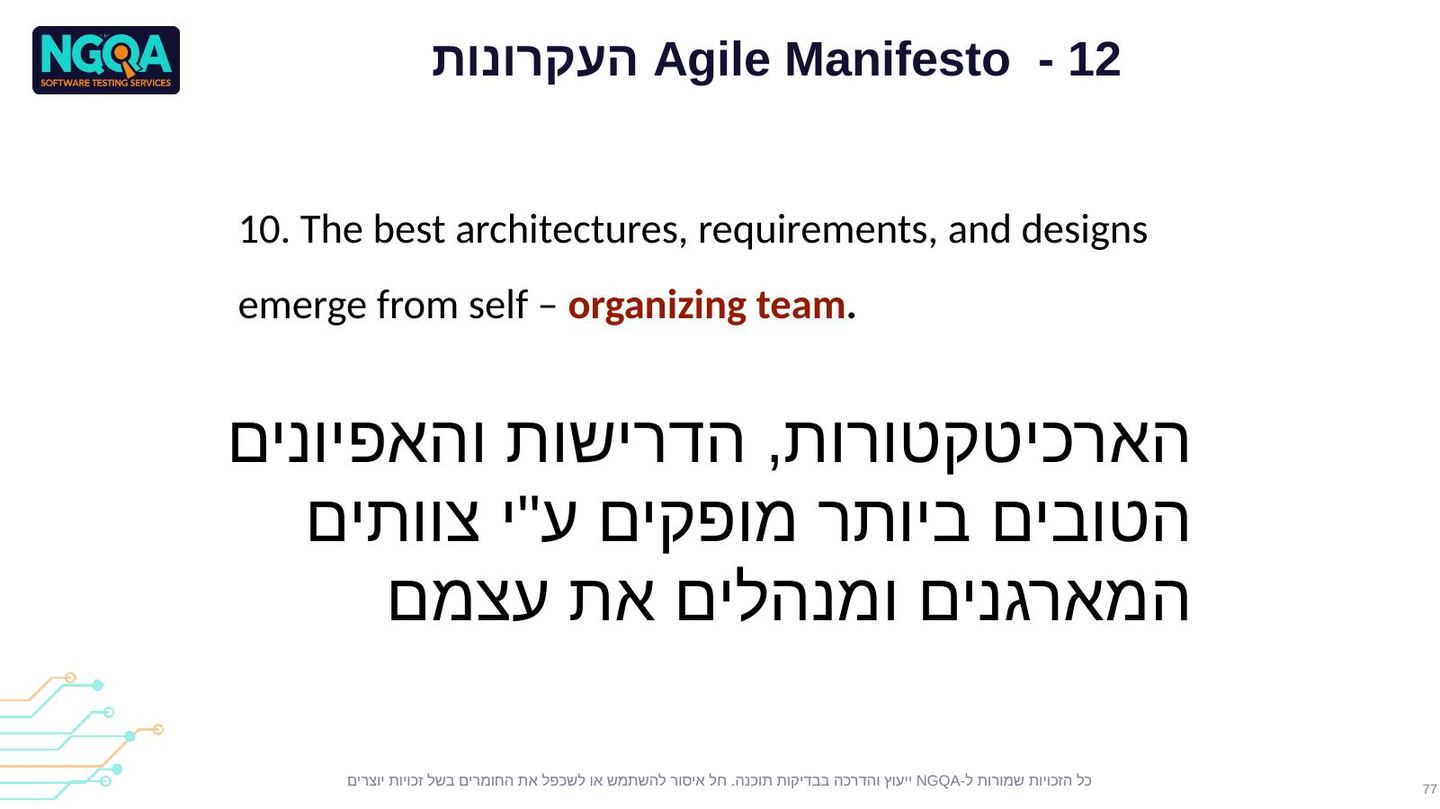 NGQA
SOFTWARE TESTING SERVICES
העקרונות Agile Manifesto - 12
10. The best architectures, requirements, and designs
emerge from self – organizing team.
הארכיטקטורות, הדרישות והאפיונים
הטובים ביותר מופקים ע"י צוותים
המארגנים ומנהלים את עצמם
כל הזכויות שמורות ל-NGQA ייעוץ והדרכה בבדיקות תוכנה. חל איסור להשתמש או לשכפל את החומרים בשל זכויות יוצרים
77